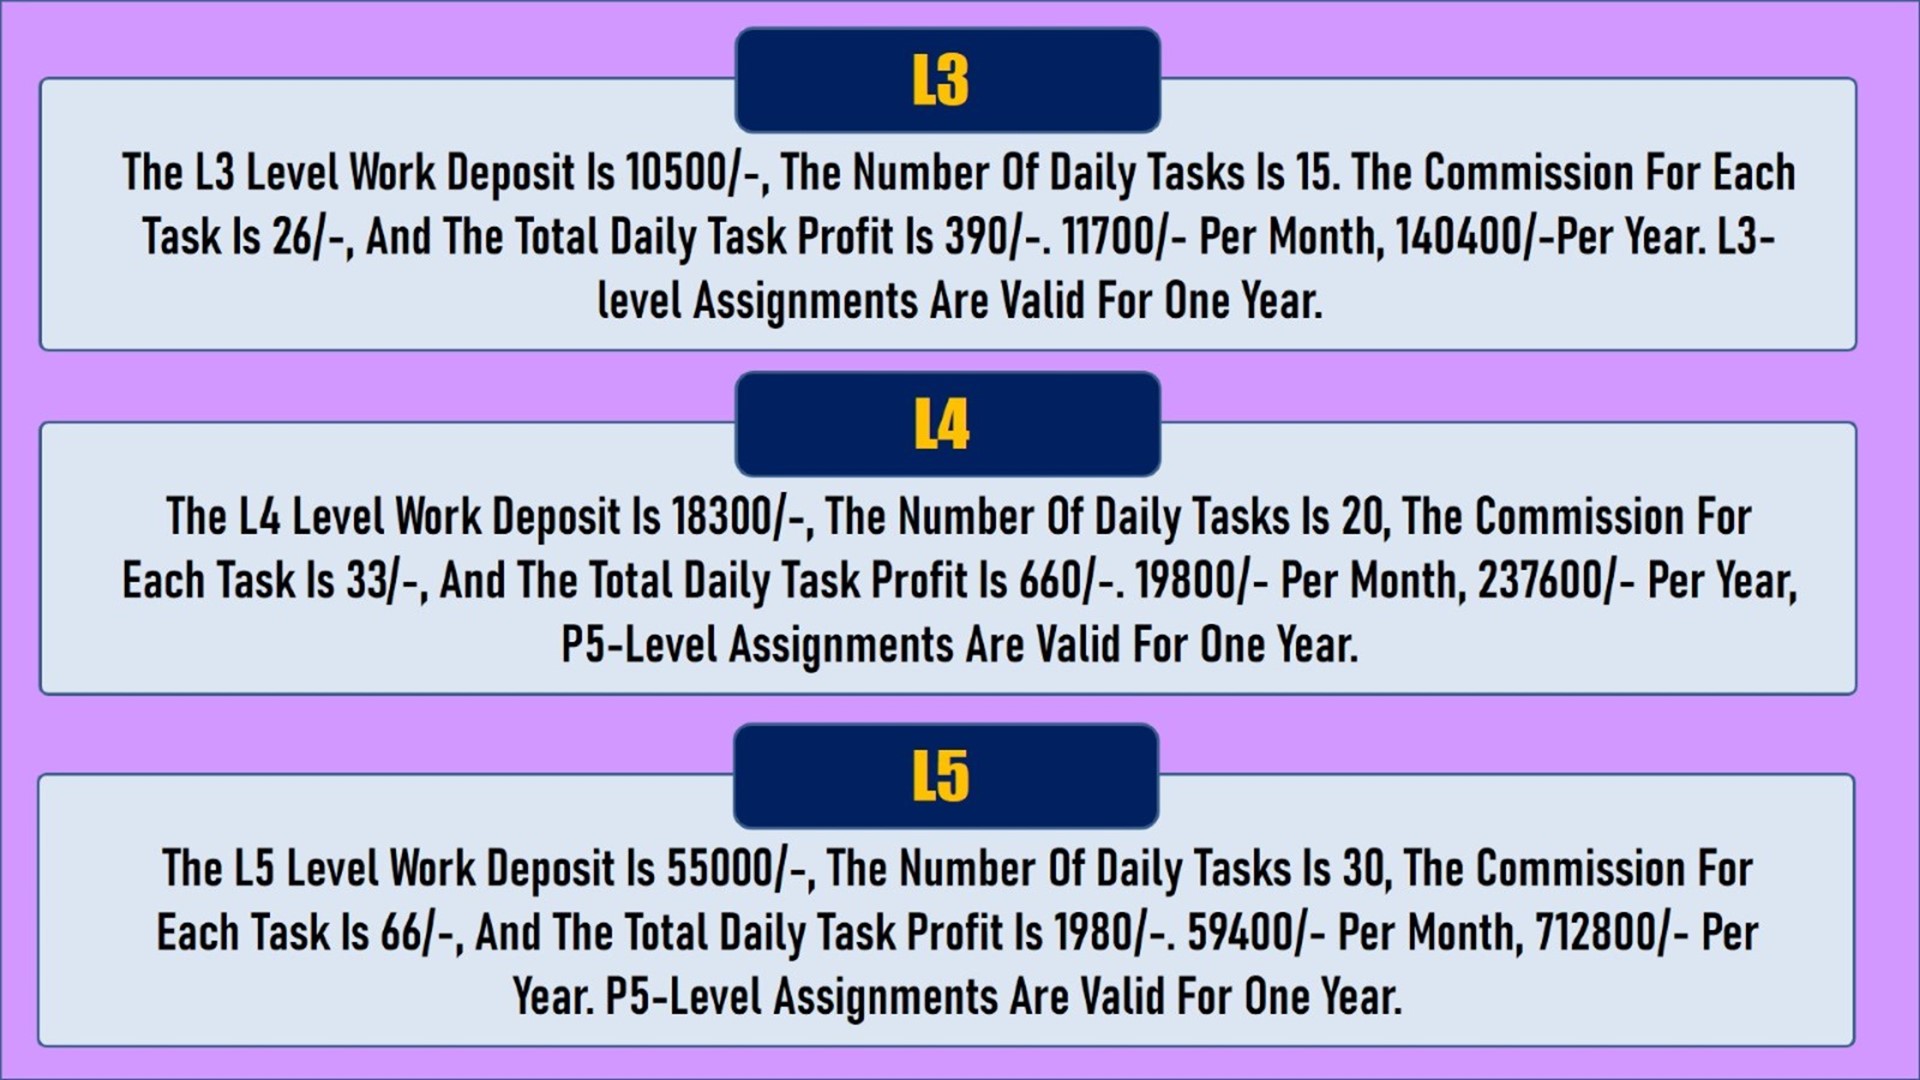 L3
The L3 Level Work Deposit Is 10500/-, The Number Of Daily Tasks Is 15. The Commission For Each
Task Is 26/-, And The Total Daily Task Profit Is 390/-. 11700/- Per Month, 140400/-Per Year. L3-
level Assignments Are Valid For One Year.
L4
The L4 Level Work Deposit Is 18300/-, The Number Of Daily Tasks Is 20, The Commission For
Each Task Is 33/-, And The Total Daily Task Profit Is 660/-. 19800/- Per Month, 237600/- Per Year,
P5-Level Assignments Are Valid For One Year.
L5
The L5 Level Work Deposit Is 55000/-, The Number Of Daily Tasks Is 30, The Commission For
Each Task Is 66/-, And The Total Daily Task Profit Is 1980/-. 59400/- Per Month, 712800/- Per
Year. P5-Level Assignments Are Valid For One Year.